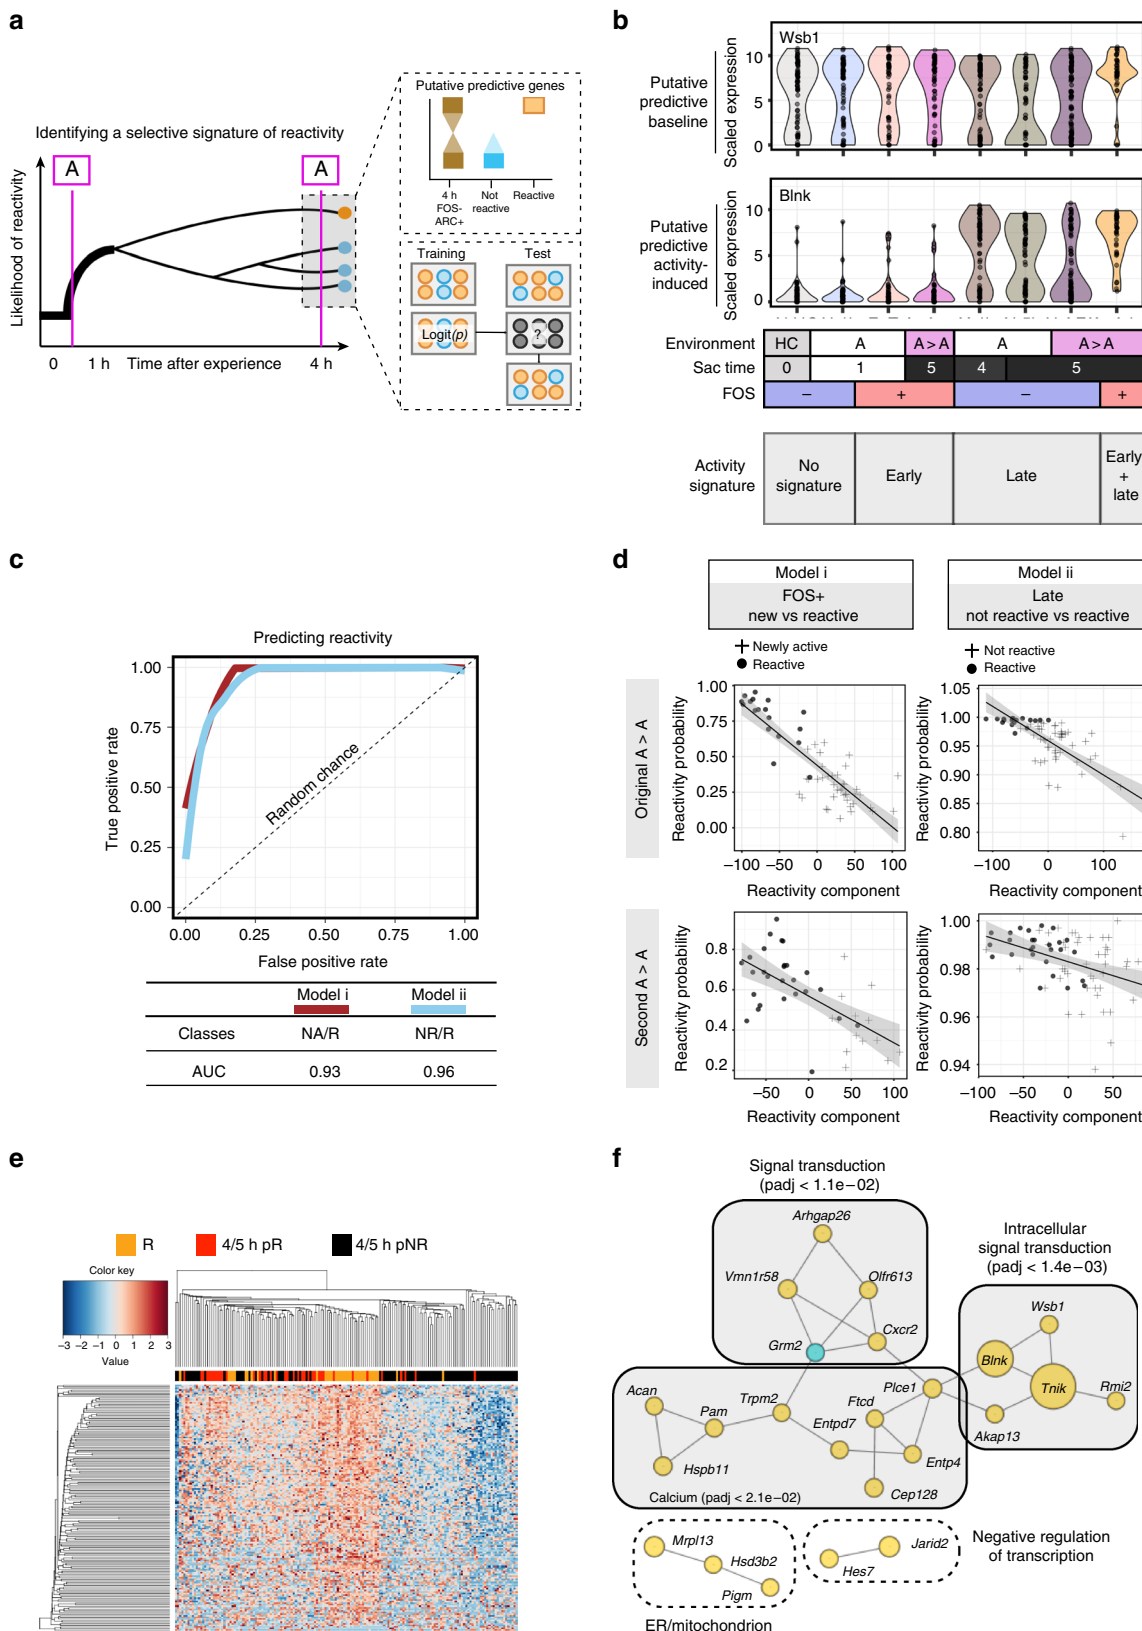 a
Identifying a selective signature of reactivity
Likelihood of reactivity
A
A
0
1 h
Time after experience
4 h
Putative predictive genes
4 h
FOS-
ARC+
Not
reactive
Reactive
Training
Test
Logit(p)
?
b
Putative
predictive
baseline
Scaled expression
Wsb1
10
5
0
Putative
predictive
activity-
induced
Scaled expression
Blnk
10
5
0
Environment
HC
A
A > A
A
A > A
Sac time
0
1
5
4
5
FOS
–
+
–
+
Activity
signature
No
signature
Early
Late
Early
+
late
c
Predicting reactivity
True positive rate
1.00
0.75
0.50
0.25
0.00
Random chance
0.00
0.25
0.50
0.75
1.00
False positive rate
Model i
Model ii
Classes
NA/R
NR/R
AUC
0.93
0.96
d
Model i
FOS+
new vs reactive
Model ii
Late
not reactive vs reactive
Newly active
Reactive
Not reactive
Reactive
Original A > A
Reactivity probability
1.00
0.75
0.25
0.00
−100
−50
0
50
100
Reactivity component
Reactivity probability
1.05
1.00
0.95
0.90
0.85
0.80
−100
0
100
Reactivity component
Second A > A
Reactivity probability
0.8
0.6
0.4
0.2
−50
0
50
100
Reactivity component
Reactivity probability
1.00
0.98
0.96
0.94
−50
0
50
Reactivity component
e
R
4/5 h pR
4/5 h pNR
Color key
−3 −2 −1 0 1 2 3
Value
f
Signal transduction
(padj < 1.1e−02)
Arhgap26
Vmn1r58
Olfr613
Grm2
Cxcr2
Intracellular
signal transduction
(padj < 1.4e−03)
Wsb1
Blnk
Tnik
Rmi2
Akap13
Acan
Pam
Trpm2
Ftcd
Plce1
Entpd7
Hspb11
Entp4
Cep128
Calcium (padj < 2.1e−02)
Mrpl13
Hsd3b2
Pigm
ER/mitochondrion
Jarid2
Hes7
Negative regulation
of transcription